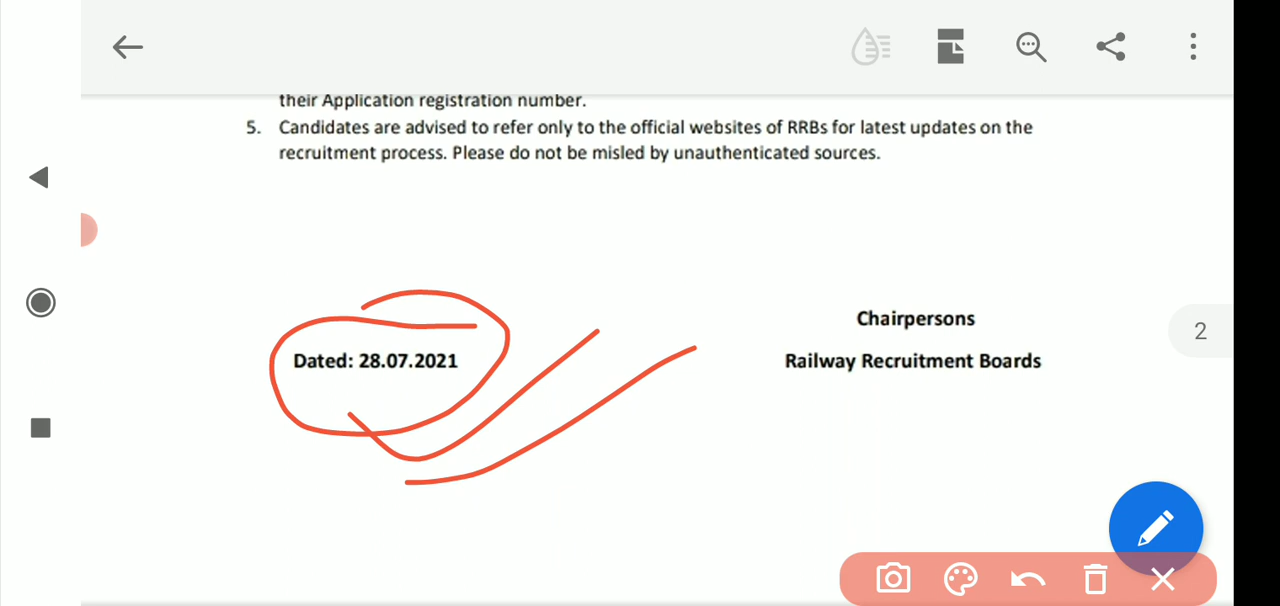 their Application registration number.
5. Candidates are advised to refer only to the official websites of RRBs for latest updates on the
recruitment process. Please do not be misled by unauthenticated sources.
Chairpersons
Dated: 28.07.2021 Railway Recruitment Boards
2